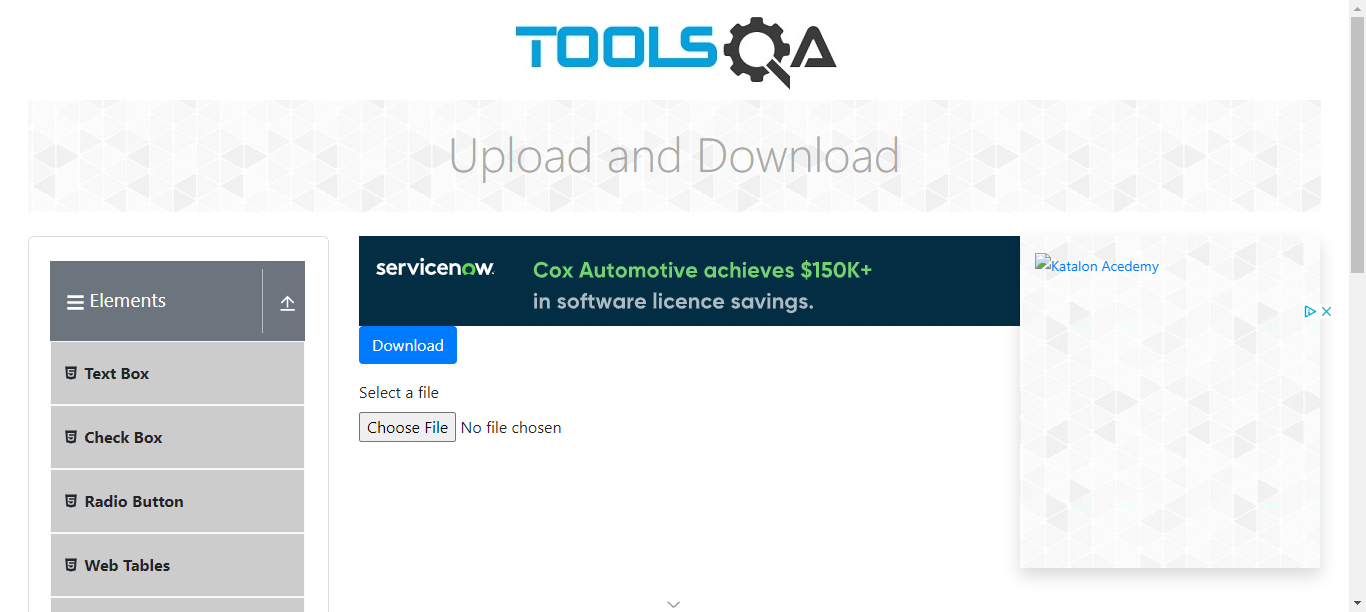 TOOLSQA
Upload and Download
Elements
Text Box
Check Box
Radio Button
Web Tables
servicenow.
Cox Automotive achieves $150K+
in software licence savings.
Download
Select a file
Choose File No file chosen
Katalon Acedemy